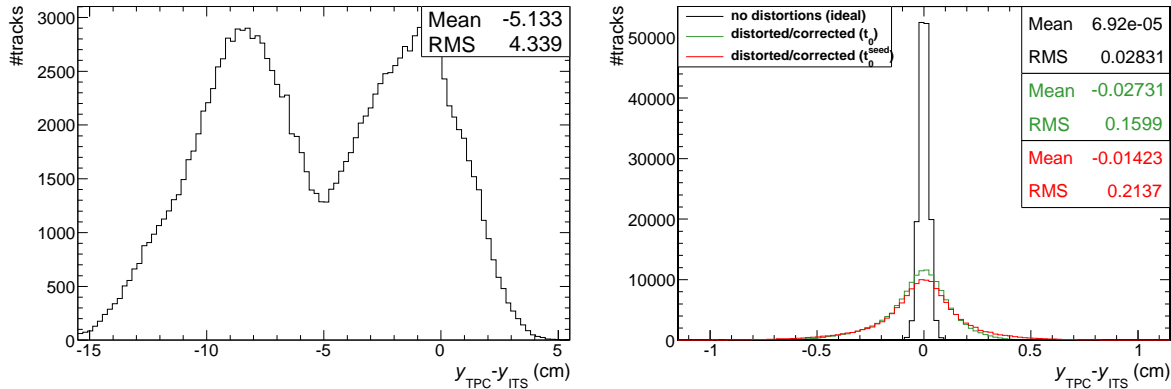 #tracks
3000
2500
2000
1500
1000
500
0
-15
-10
-5
0
5
Mean -5.133
RMS 4.339
y_TPC-y_ITS (cm)
#tracks
50000
40000
30000
20000
10000
0
-1
-0.5
0
0.5
1
no distortions (ideal)
distorted/corrected (t_0)
distorted/corrected (t_0^seed)
Mean 6.92e-05
RMS 0.02831
Mean -0.02731
RMS 0.1599
Mean -0.01423
RMS 0.2137
y_TPC-y_ITS (cm)